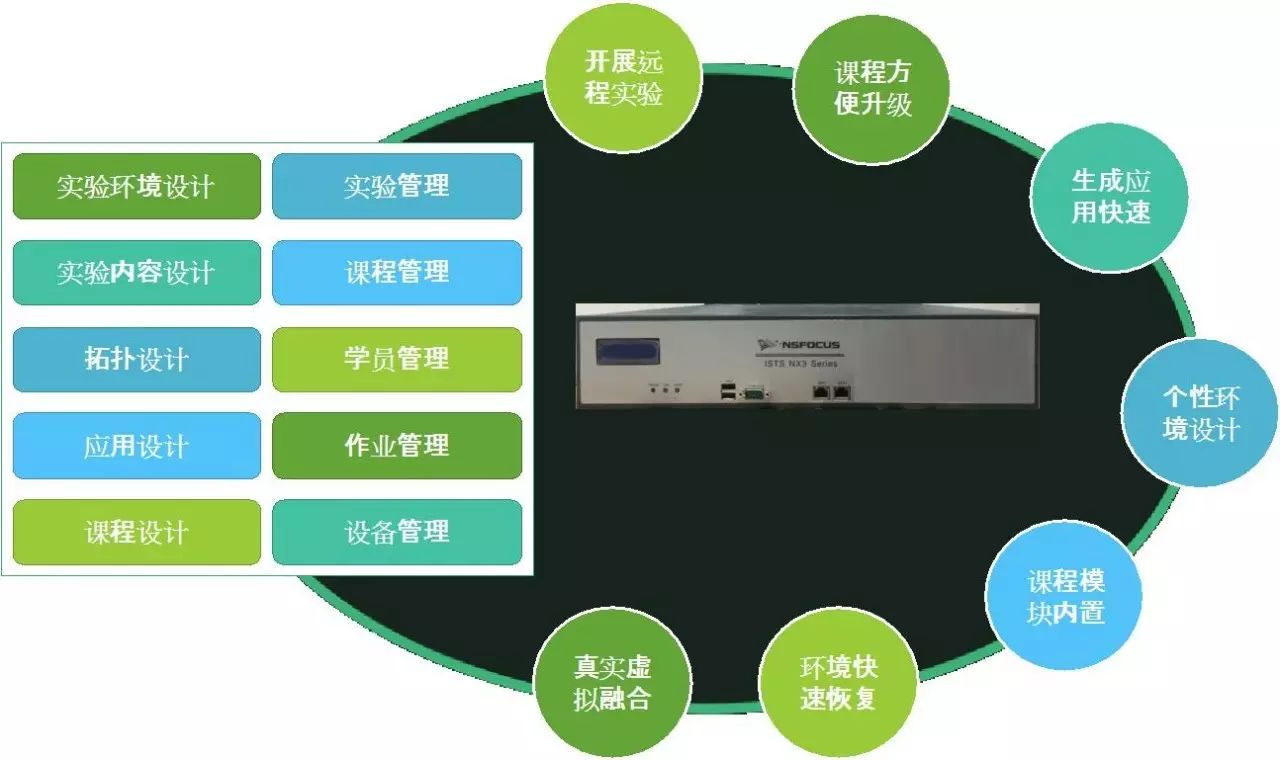 开展远
程实验
课程方
便升级
生成应
用快速
个性环
境设计
课程模
块内置
环境快
速恢复
真实虚
拟融合
实验环境设计
实验管理
实验内容设计
课程管理
拓扑设计
学员管理
应用设计
作业管理
课程设计
设备管理
NSFOCUS
ISTS NX3 Series